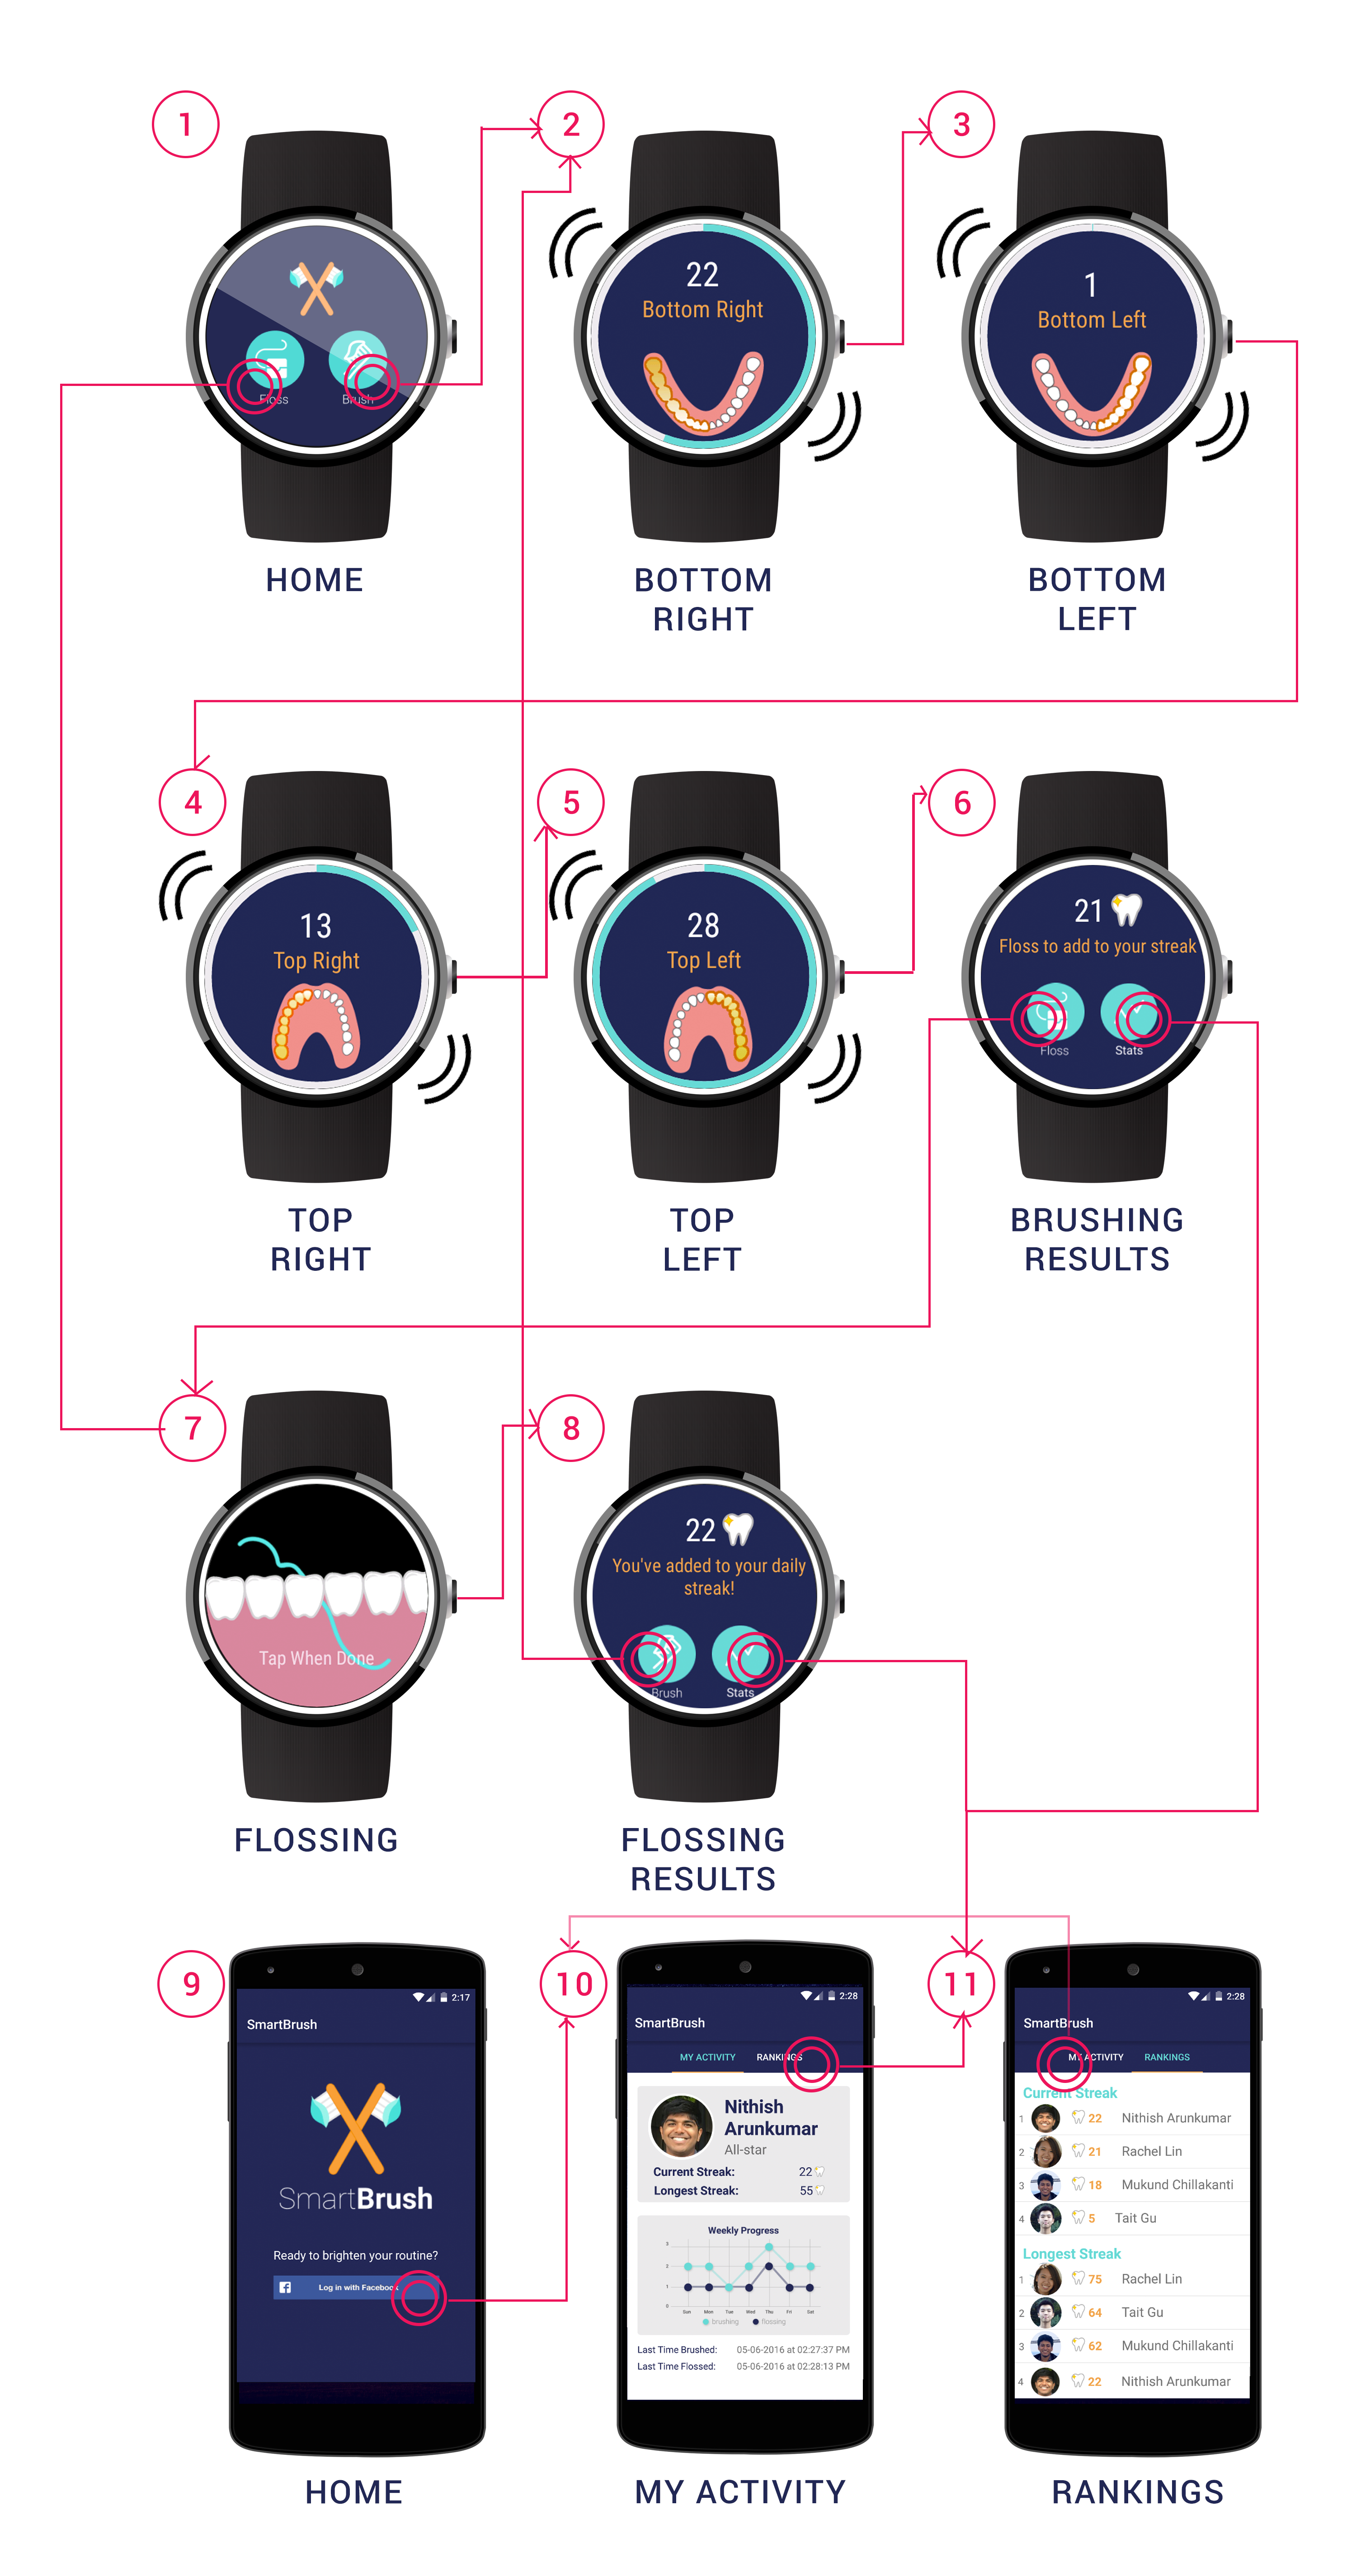 1
2
3
22
Bottom Right
1
Bottom Left
Floss
Brush
HOME
BOTTOM
RIGHT
BOTTOM
LEFT
4
5
6
13
Top Right
28
Top Left
21
Floss to add to your streak
Floss
Stats
TOP
RIGHT
TOP
LEFT
BRUSHING
RESULTS
7
8
Tap When Done
22
You've added to your daily
streak!
Brush
Stats
FLOSSING
FLOSSING
RESULTS
9
2:17
SmartBrush
SmartBrush
Ready to brighten your routine?
Log in with Facebook
HOME
10
2:28
SmartBrush
MY ACTIVITY RANKINGS
Nithish
Arunkumar
All-star
Current Streak: 22
Longest Streak: 55
Weekly Progress
3
2
1
0
Sun Mon Tue Wed Thu Fri Sat
brushing flossing
Last Time Brushed: 05-06-2016 at 02:27:37 PM
Last Time Flossed: 05-06-2016 at 02:28:13 PM
MY ACTIVITY
11
2:28
SmartBrush
MY ACTIVITY RANKINGS
Current Streak
1 22 Nithish Arunkumar
2 21 Rachel Lin
3 18 Mukund Chillakanti
4 5 Tait Gu
Longest Streak
1 75 Rachel Lin
2 64 Tait Gu
3 62 Mukund Chillakanti
4 22 Nithish Arunkumar
RANKINGS